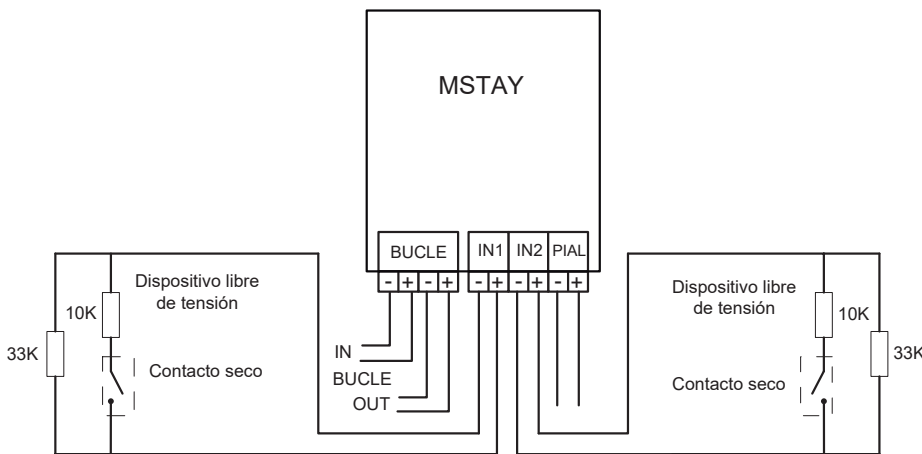 MSTAY
BUCLE
IN1
IN2
PIAL
- + - +
- + - + - +
Dispositivo libre
de tensión
10K
33K
Contacto seco
IN
BUCLE
OUT
Dispositivo libre
de tensión
10K
33K
Contacto seco